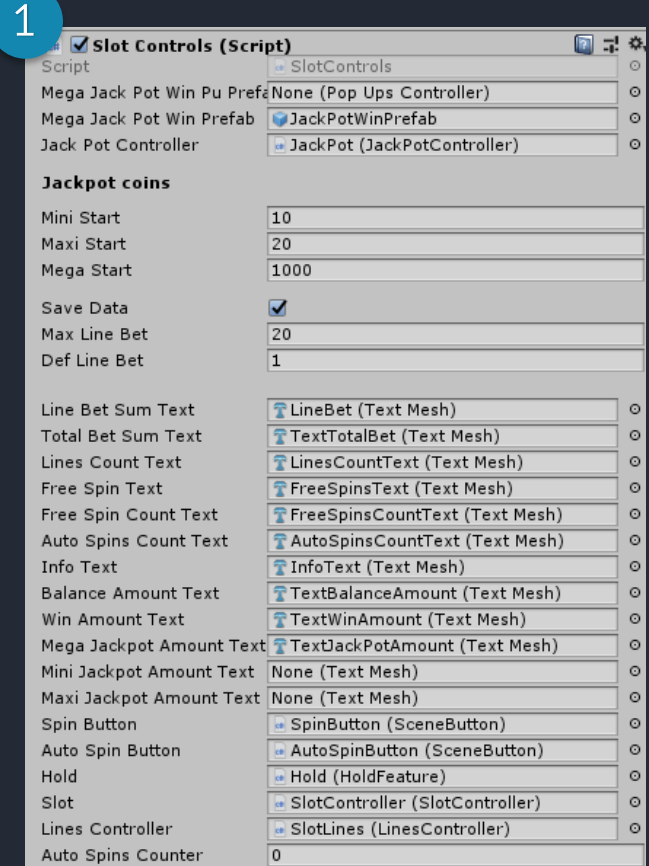 1
Slot Controls (Script)
Script SlotControls
Mega Jack Pot Win Pu Prefa None (Pop Ups Controller)
Mega Jack Pot Win Prefab JackPotWinPrefab
Jack Pot Controller JackPot (JackPotController)
Jackpot coins
Mini Start 10
Maxi Start 20
Mega Start 1000
Save Data
Max Line Bet 20
Def Line Bet 1
Line Bet Sum Text LineBet (Text Mesh)
Total Bet Sum Text TextTotalBet (Text Mesh)
Lines Count Text LinesCountText (Text Mesh)
Free Spin Text FreeSpinsText (Text Mesh)
Free Spin Count Text FreeSpinsCountText (Text Mesh)
Auto Spins Count Text AutoSpinsCountText (Text Mesh)
Info Text InfoText (Text Mesh)
Balance Amount Text TextBalanceAmount (Text Mesh)
Win Amount Text TextWinAmount (Text Mesh)
Mega Jackpot Amount Text TextJackPotAmount (Text Mesh)
Mini Jackpot Amount Text None (Text Mesh)
Maxi Jackpot Amount Text None (Text Mesh)
Spin Button SpinButton (SceneButton)
Auto Spin Button AutoSpinButton (SceneButton)
Hold Hold (HoldFeature)
Slot SlotController (SlotController)
Lines Controller SlotLines (LinesController)
Auto Spins Counter 0